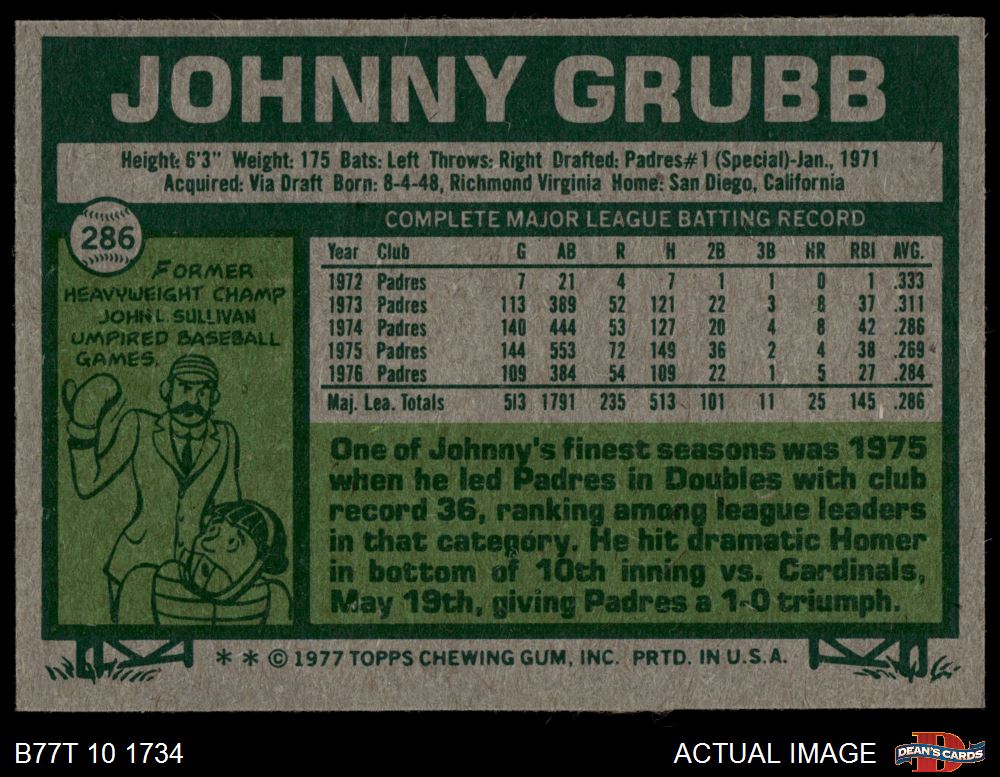 JOHNNY GRUBB
Height: 6'3" Weight: 175 Bats: Left Throws: Right Drafted: Padres#1 (Special)-Jan., 1971
Acquired: Via Draft Born: 8-4-48, Richmond Virginia Home: San Diego, California
286
FORMER
HEAVYWEIGHT CHAMP
JOHN L. SULLIVAN
UMPIRED BASEBALL
GAMES.
COMPLETE MAJOR LEAGUE BATTING RECORD
Year Club G AB R H 2B 3B HR RBI AVG.
1972 Padres 7 21 4 7 1 1 0 1 .333
1973 Padres 113 389 52 121 22 3 8 37 .311
1974 Padres 140 444 53 127 20 4 8 42 .286
1975 Padres 144 553 72 149 36 2 4 38 .269
1976 Padres 109 384 54 109 22 1 5 27 .284
Maj. Lea. Totals 513 1791 235 513 101 11 25 145 .286
One of Johnny's finest seasons was 1975
when he led Padres in Doubles with club
record 36, ranking among league leaders
in that category. He hit dramatic Homer
in bottom of 10th inning vs. Cardinals,
May 19th, giving Padres a 1-0 triumph.
* * © 1977 TOPPS CHEWING GUM, INC. PRTD. IN U.S.A.
B77T 10 1734
ACTUAL IMAGE
D
DEAN'S CARDS